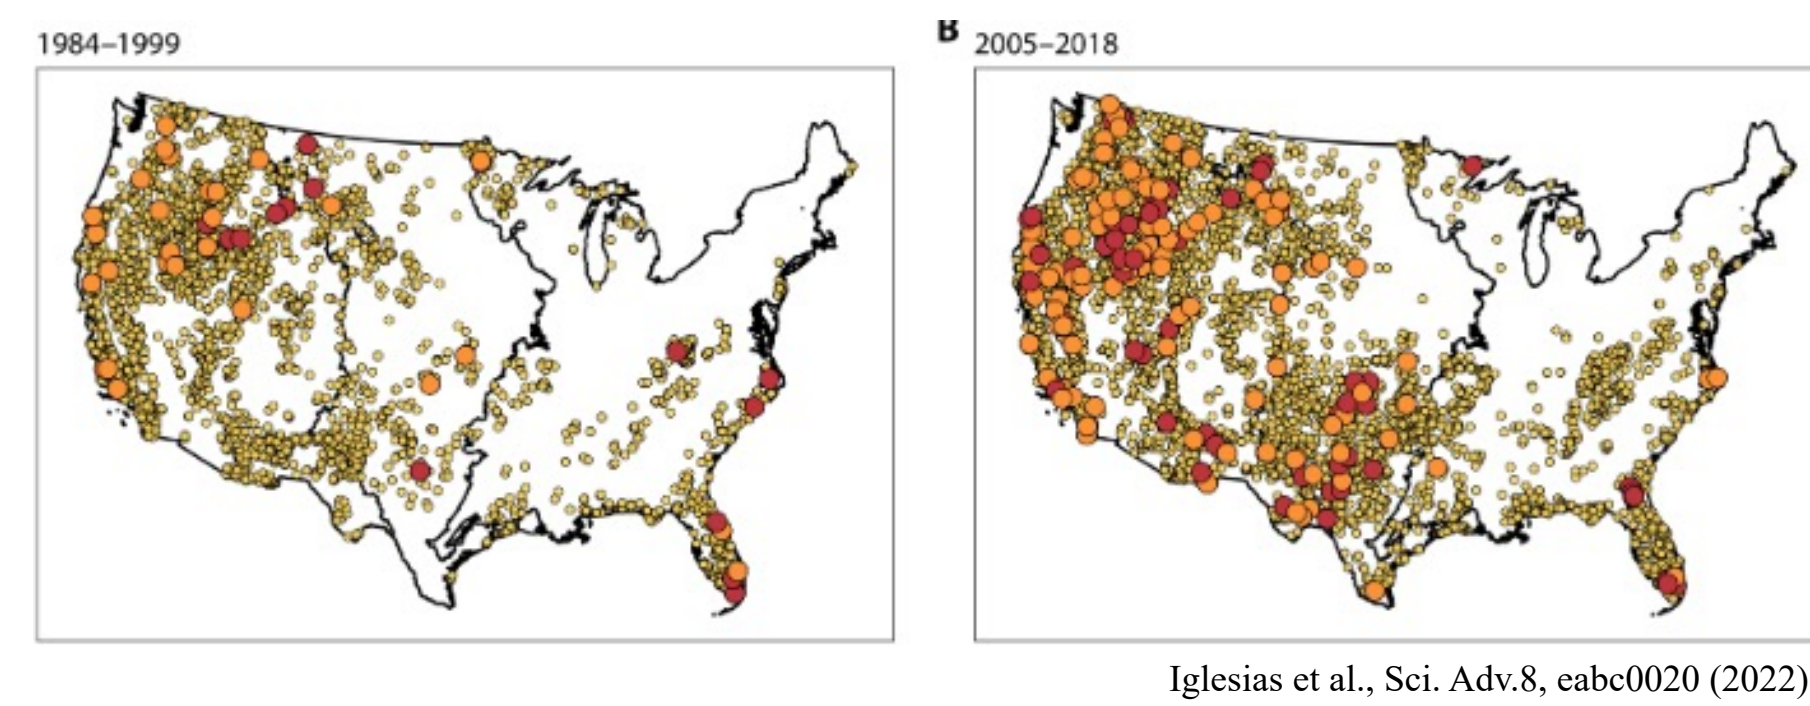 1984–1999
B 2005–2018
Iglesias et al., Sci. Adv.8, eabc0020 (2022)